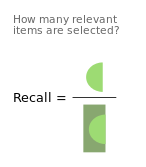 How many relevant
items are selected?
Recall =